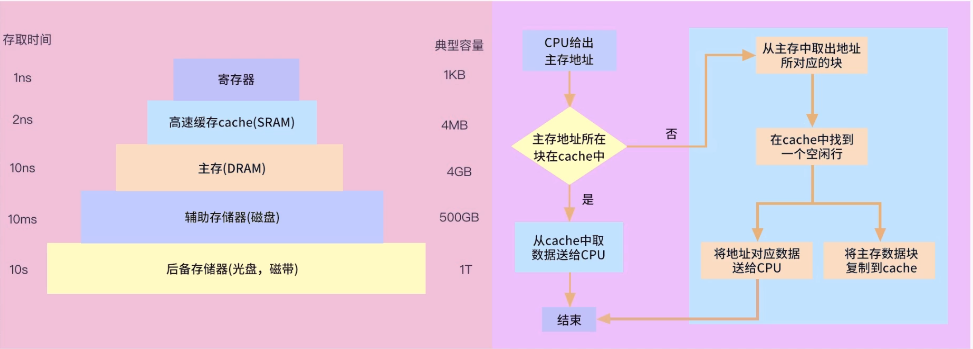 存取时间
典型容量
1ns
寄存器
1KB
2ns
高速缓存cache(SRAM)
4MB
10ns
主存(DRAM)
4GB
10ms
辅助存储器(磁盘)
500GB
10s
后备存储器(光盘，磁带)
1T
CPU给出
主存地址
主存地址所在
块在cache中
否
是
从cache中取
数据送给CPU
结束
从主存中取出地址
所对应的块
在cache中找到
一个空闲行
将地址对应数据
送给CPU
将主存数据块
复制到cache